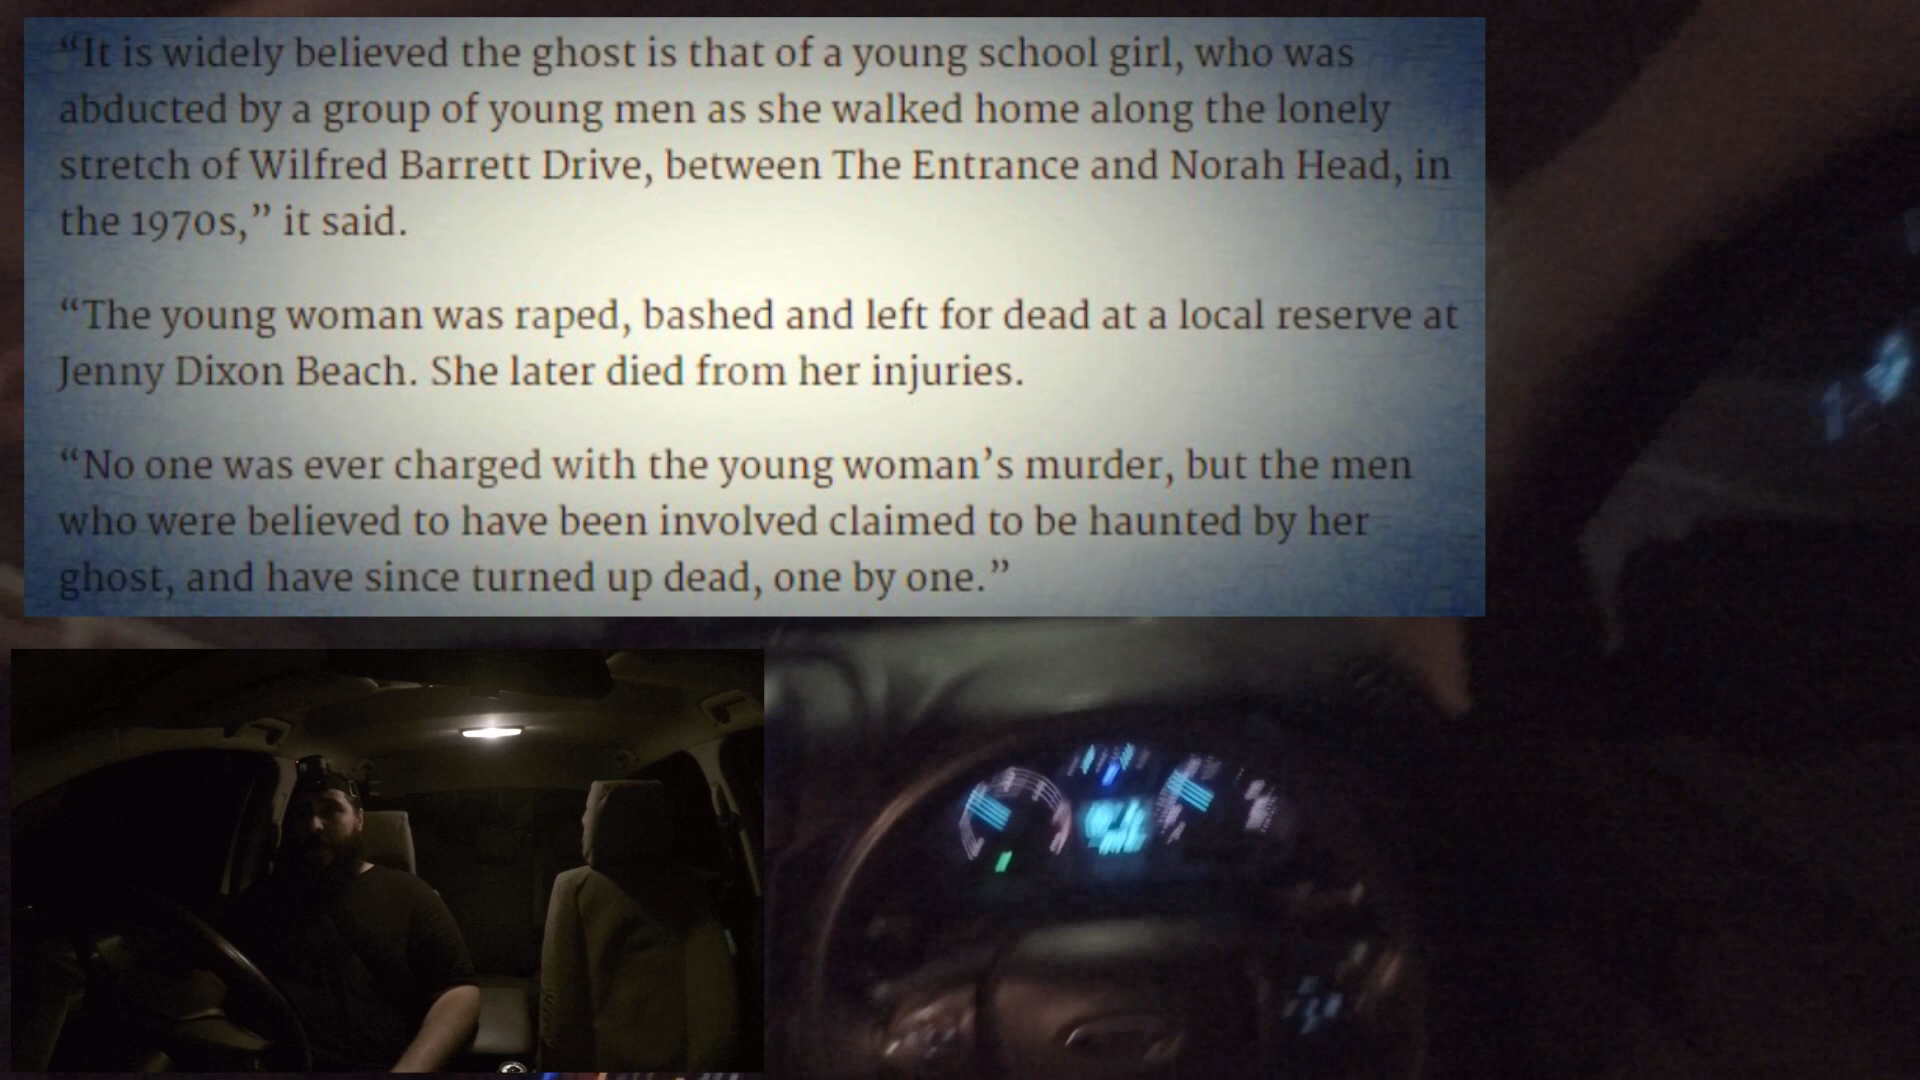 “It is widely believed the ghost is that of a young school girl, who was
abducted by a group of young men as she walked home along the lonely
stretch of Wilfred Barrett Drive, between The Entrance and Norah Head, in
the 1970s,” it said.
“The young woman was raped, bashed and left for dead at a local reserve at
Jenny Dixon Beach. She later died from her injuries.
“No one was ever charged with the young woman’s murder, but the men
who were believed to have been involved claimed to be haunted by her
ghost, and have since turned up dead, one by one.”